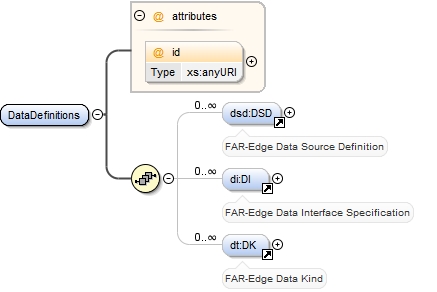 @ attributes
@ id
Type xs:anyURI
DataDefinitions
0..∞
dsd:DSD
FAR-Edge Data Source Definition
0..∞
di:DI
FAR-Edge Data Interface Specification
0..∞
dt:DK
FAR-Edge Data Kind